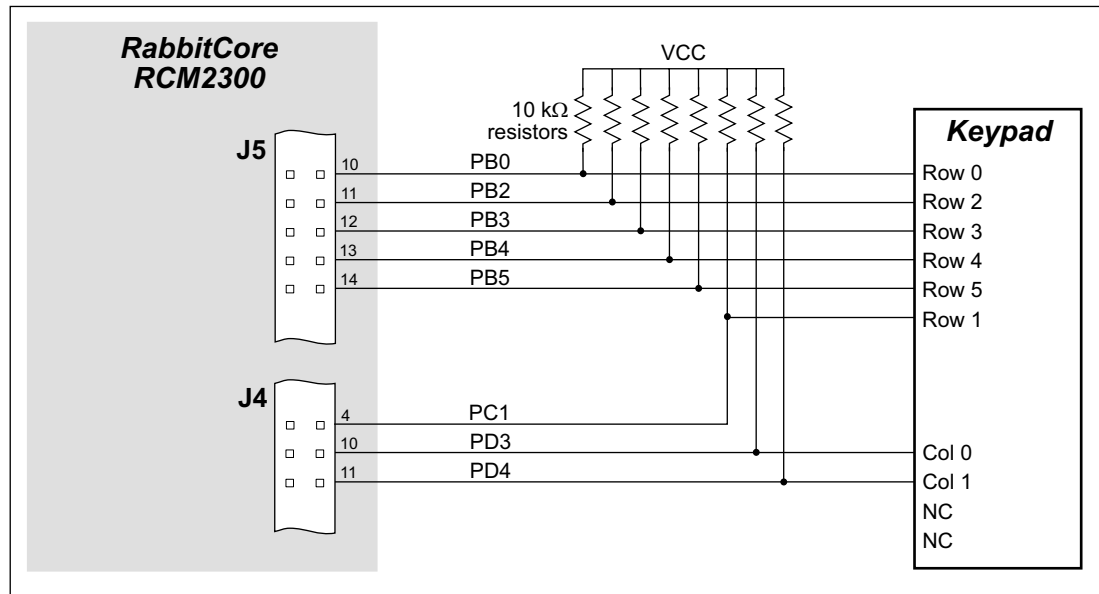 RabbitCore
RCM2300
VCC
10 kΩ
resistors
Keypad
J5
10 PB0 Row 0
11 PB2 Row 2
12 PB3 Row 3
13 PB4 Row 4
14 PB5 Row 5
Row 1
J4
4 PC1
10 PD3 Col 0
11 PD4 Col 1
NC
NC